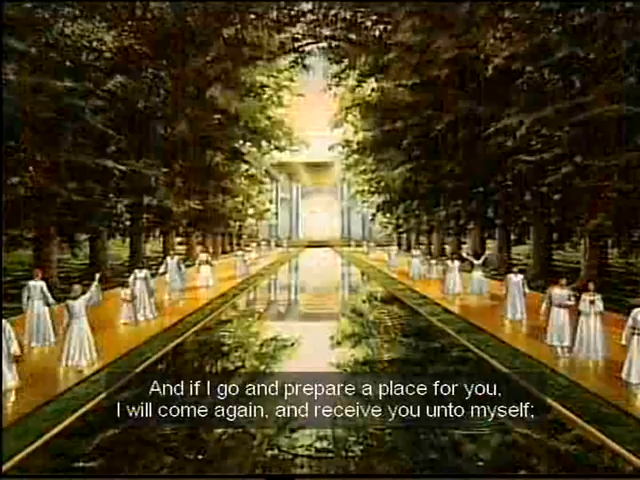 And if I go and prepare a place for you,
I will come again, and receive you unto myself;